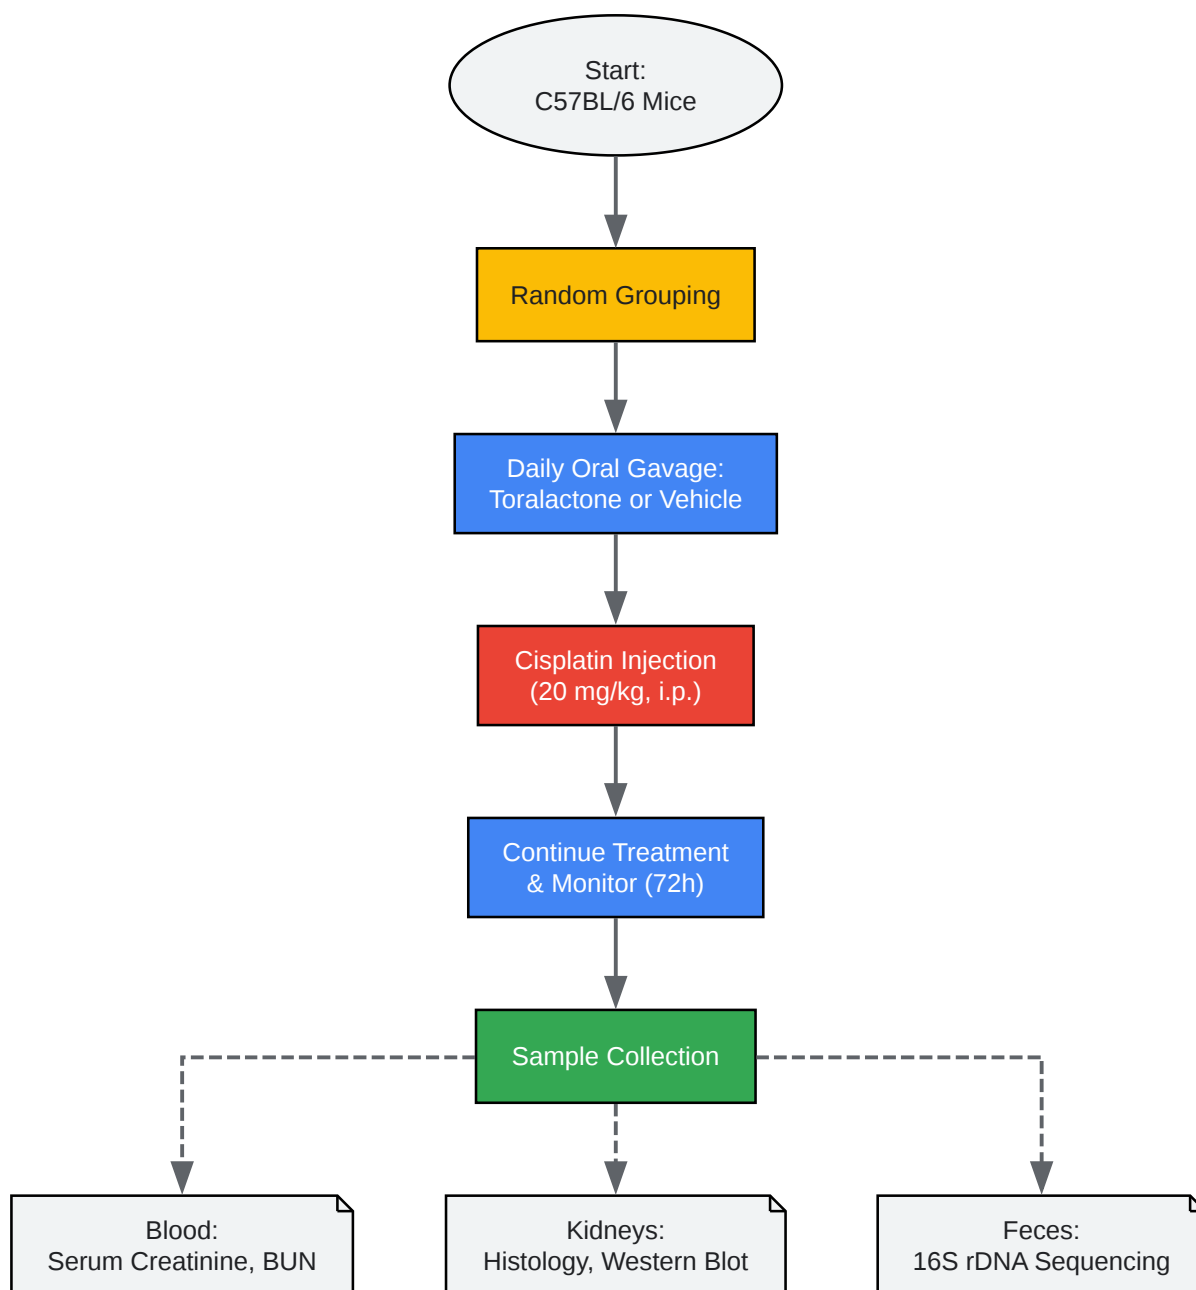 Start:
C57BL/6 Mice
Random Grouping
Daily Oral Gavage:
Toralactone or Vehicle
Cisplatin Injection
(20 mg/kg, i.p.)
Continue Treatment
& Monitor (72h)
Sample Collection
Blood:
Serum Creatinine, BUN
Kidneys:
Histology, Western Blot
Feces:
16S rDNA Sequencing